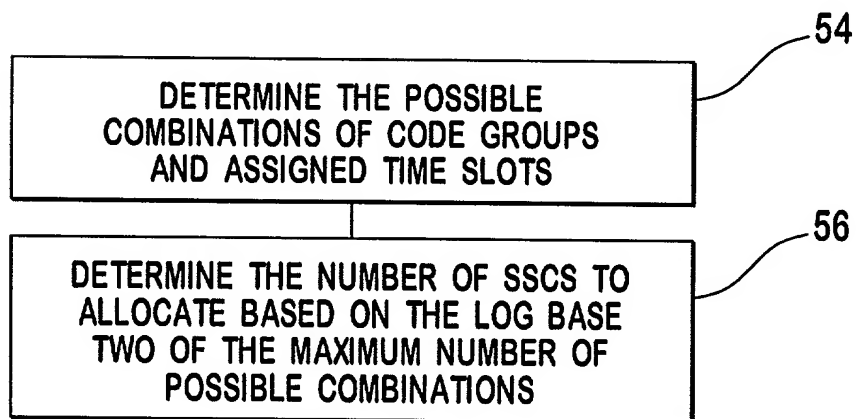 54
DETERMINE THE POSSIBLE
COMBINATIONS OF CODE GROUPS
AND ASSIGNED TIME SLOTS
56
DETERMINE THE NUMBER OF SSCS TO
ALLOCATE BASED ON THE LOG BASE
TWO OF THE MAXIMUM NUMBER OF
POSSIBLE COMBINATIONS